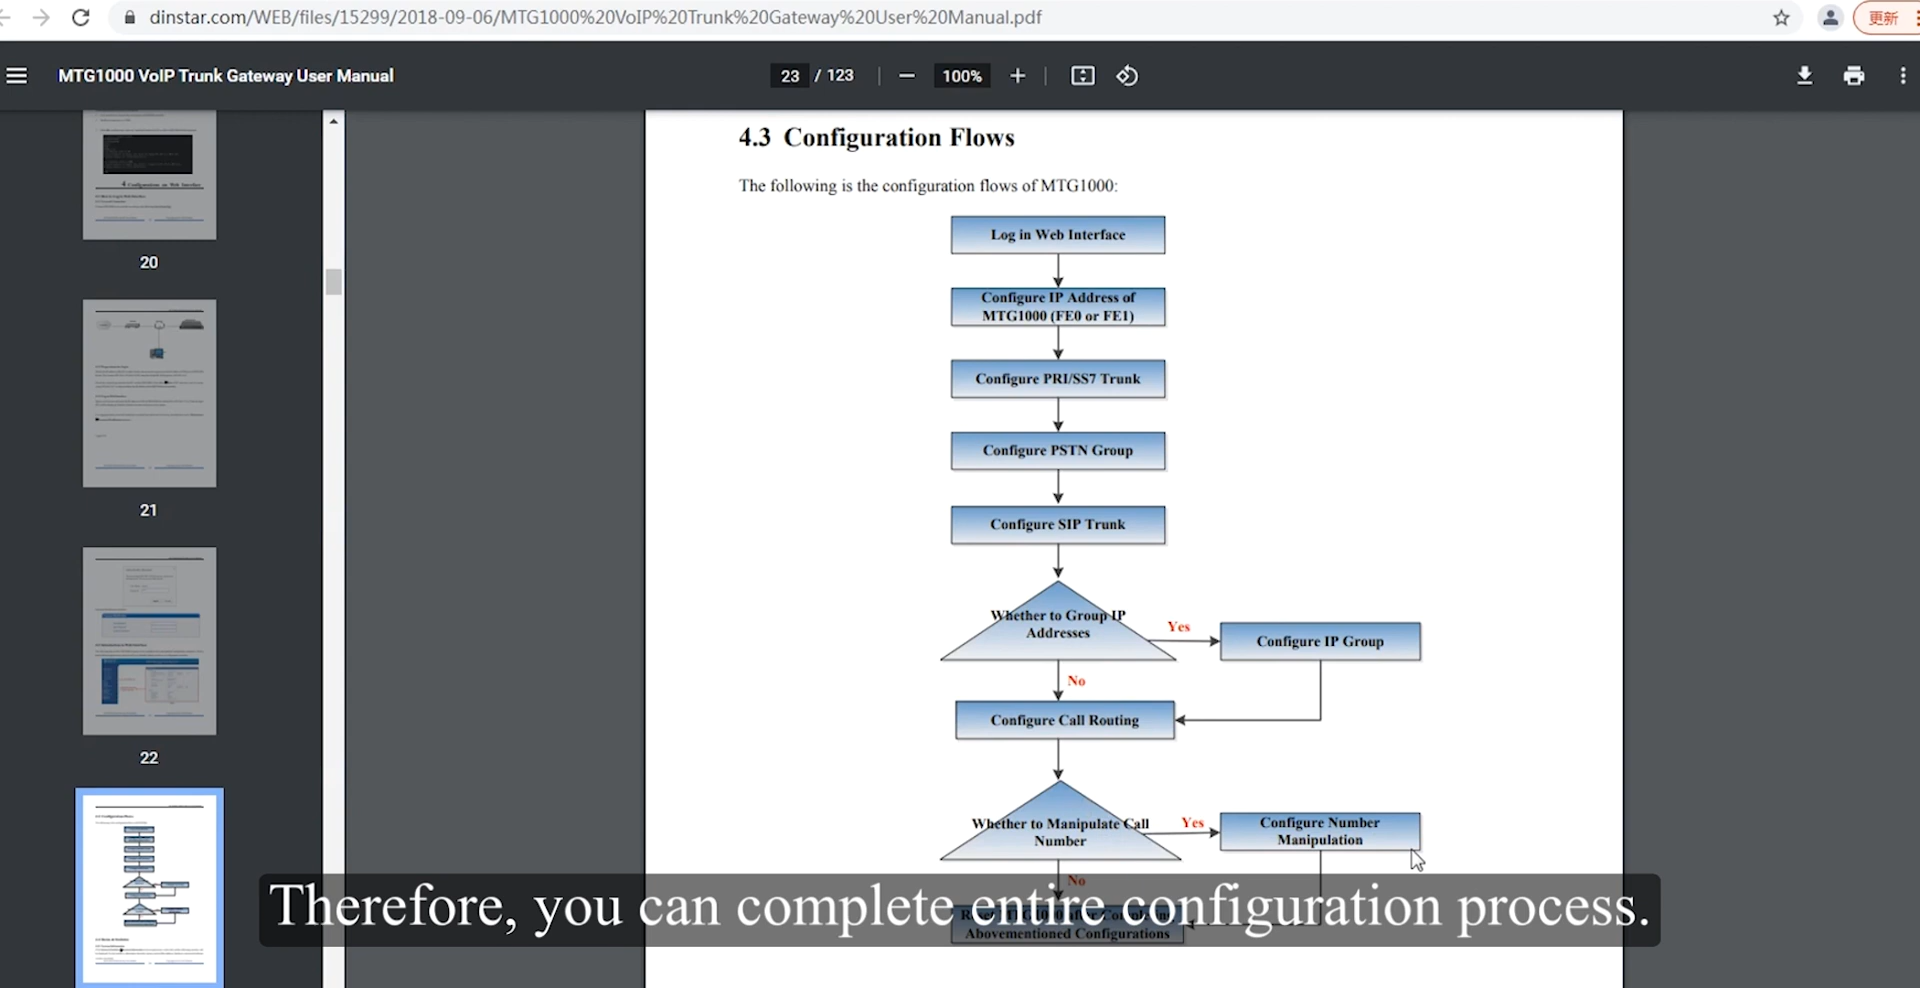 dinstar.com/WEB/files/15299/2018-09-06/MTG1000%20VoIP%20Trunk%20Gateway%20User%20Manual.pdf
更新
MTG1000 VoIP Trunk Gateway User Manual
23 / 123
100%
20
21
22
4.3 Configuration Flows
The following is the configuration flows of MTG1000:
Log in Web Interface
Configure IP Address of
MTG1000 (FE0 or FE1)
Configure PRI/SS7 Trunk
Configure PSTN Group
Configure SIP Trunk
Whether to Group IP
Addresses
Yes
Configure IP Group
No
Configure Call Routing
Whether to Manipulate Call
Number
Yes
Configure Number
Manipulation
No
Abovementioned Configurations
Therefore, you can complete entire configuration process.